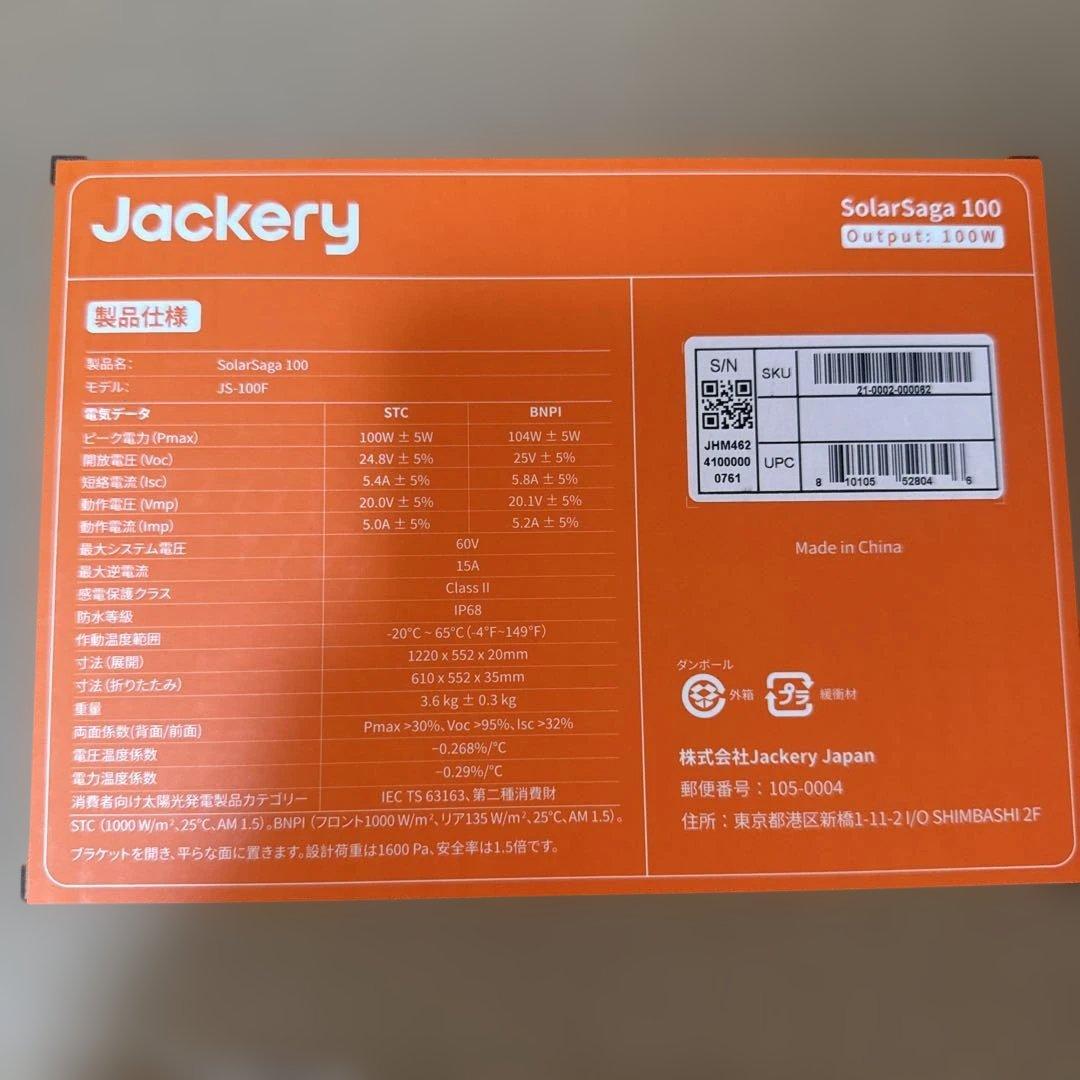 Jackery
SolarSaga 100
Output: 100W
製品仕様
製品名: SolarSaga 100
モデル: JS-100F
電気データ STC BNPI
ピーク電力(Pmax) 100W ± 5W 104W ± 5W
開放電圧(Voc) 24.8V ± 5% 25V ± 5%
短絡電流(Isc) 5.4A ± 5% 5.8A ± 5%
動作電圧 (Vmp) 20.0V ± 5% 20.1V ± 5%
動作電流(Imp) 5.0A ± 5% 5.2A ± 5%
最大システム電圧 60V
最大逆電流 15A
感電保護クラス Class II
防水等級 IP68
作動温度範囲 -20°C ~ 65°C (-4°F~149°F)
寸法(展開) 1220 x 552 x 20mm
寸法(折りたたみ) 610 x 552 x 35mm
重量 3.6 kg ± 0.3 kg
両面係数(背面/前面) Pmax >30%、Voc >95%、Isc >32%
電圧温度係数 -0.268%/°C
電力温度係数 -0.29%/°C
消費者向け太陽光発電製品カテゴリー IEC TS 63163、第二種消費財
STC (1000 W/m²、25°C、AM 1.5)。BNPI (フロント1000 W/m²、リア135 W/m²、25°C、AM 1.5)。
ブラケットを開き、平らな面に置きます。設計荷重は1600 Pa、安全率は1.5倍です。
S/N
JHM462
4100000
0761
SKU
21-0002-000082
UPC
8 10105 52804 6
Made in China
ダンボール
外箱
プラ
緩衝材
株式会社Jackery Japan
郵便番号:105-0004
住所:東京都港区新橋1-11-2 I/O SHIMBASHI 2F